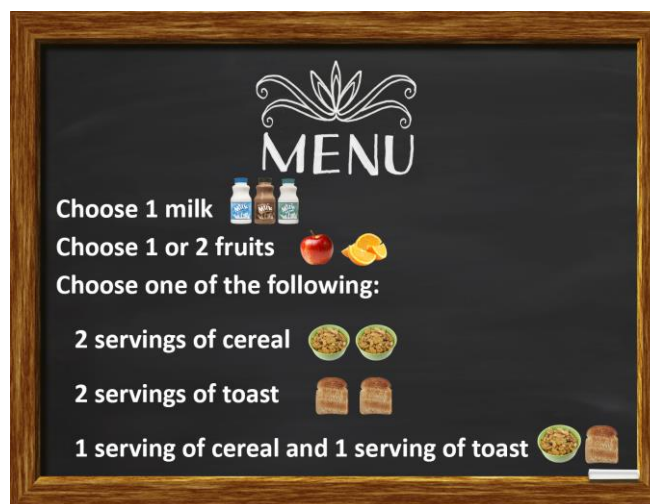 MENU
Choose 1 milk
Choose 1 or 2 fruits
Choose one of the following:
2 servings of cereal
2 servings of toast
1 serving of cereal and 1 serving of toast